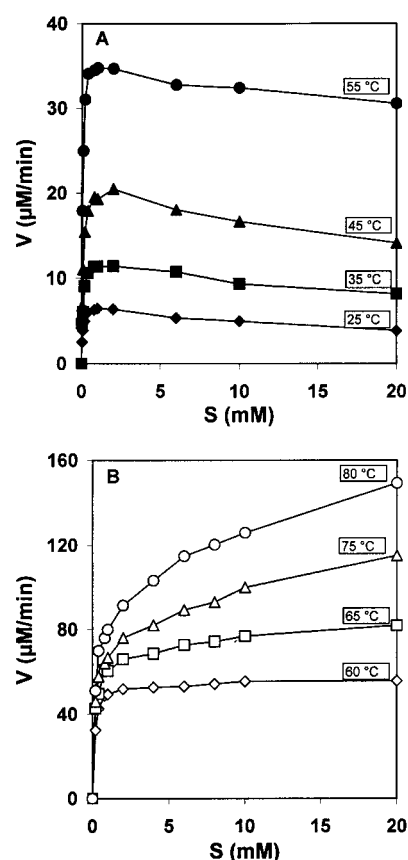 A
40
30
20
10
0
V (µM/min)
55 °C
45 °C
35 °C
25 °C
0 5 10 15 20
S (mM)
B
160
120
80
40
0
V (µM/min)
80 °C
75 °C
65 °C
60 °C
0 5 10 15 20
S (mM)